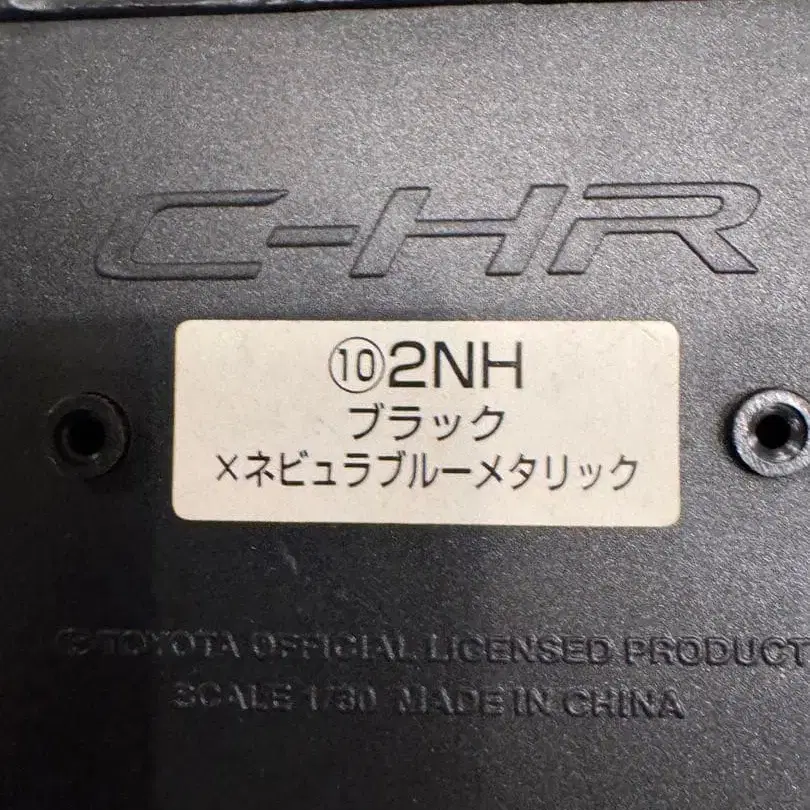 C-HR
⑩2NH
ブラック
×ネビュラブルーメタリック
© TOYOTA OFFICIAL LICENSED PRODUCT
SCALE 1/30 MADE IN CHINA